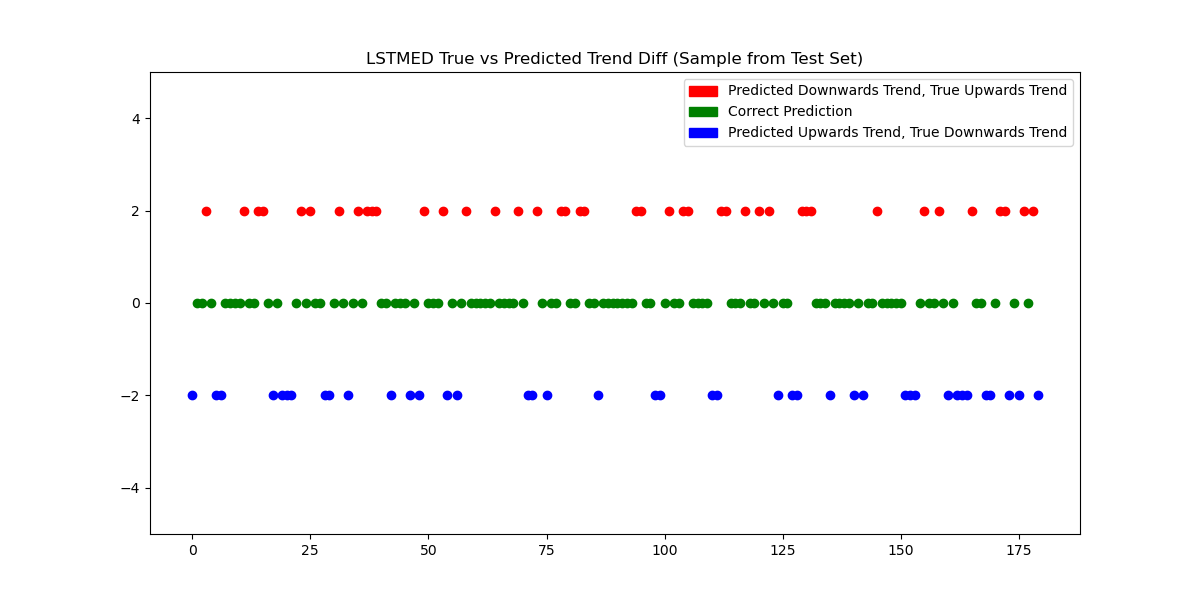 LSTMED True vs Predicted Trend Diff (Sample from Test Set)
Predicted Downwards Trend, True Upwards Trend
Correct Prediction
Predicted Upwards Trend, True Downwards Trend
4
2
0
−2
−4
0 25 50 75 100 125 150 175